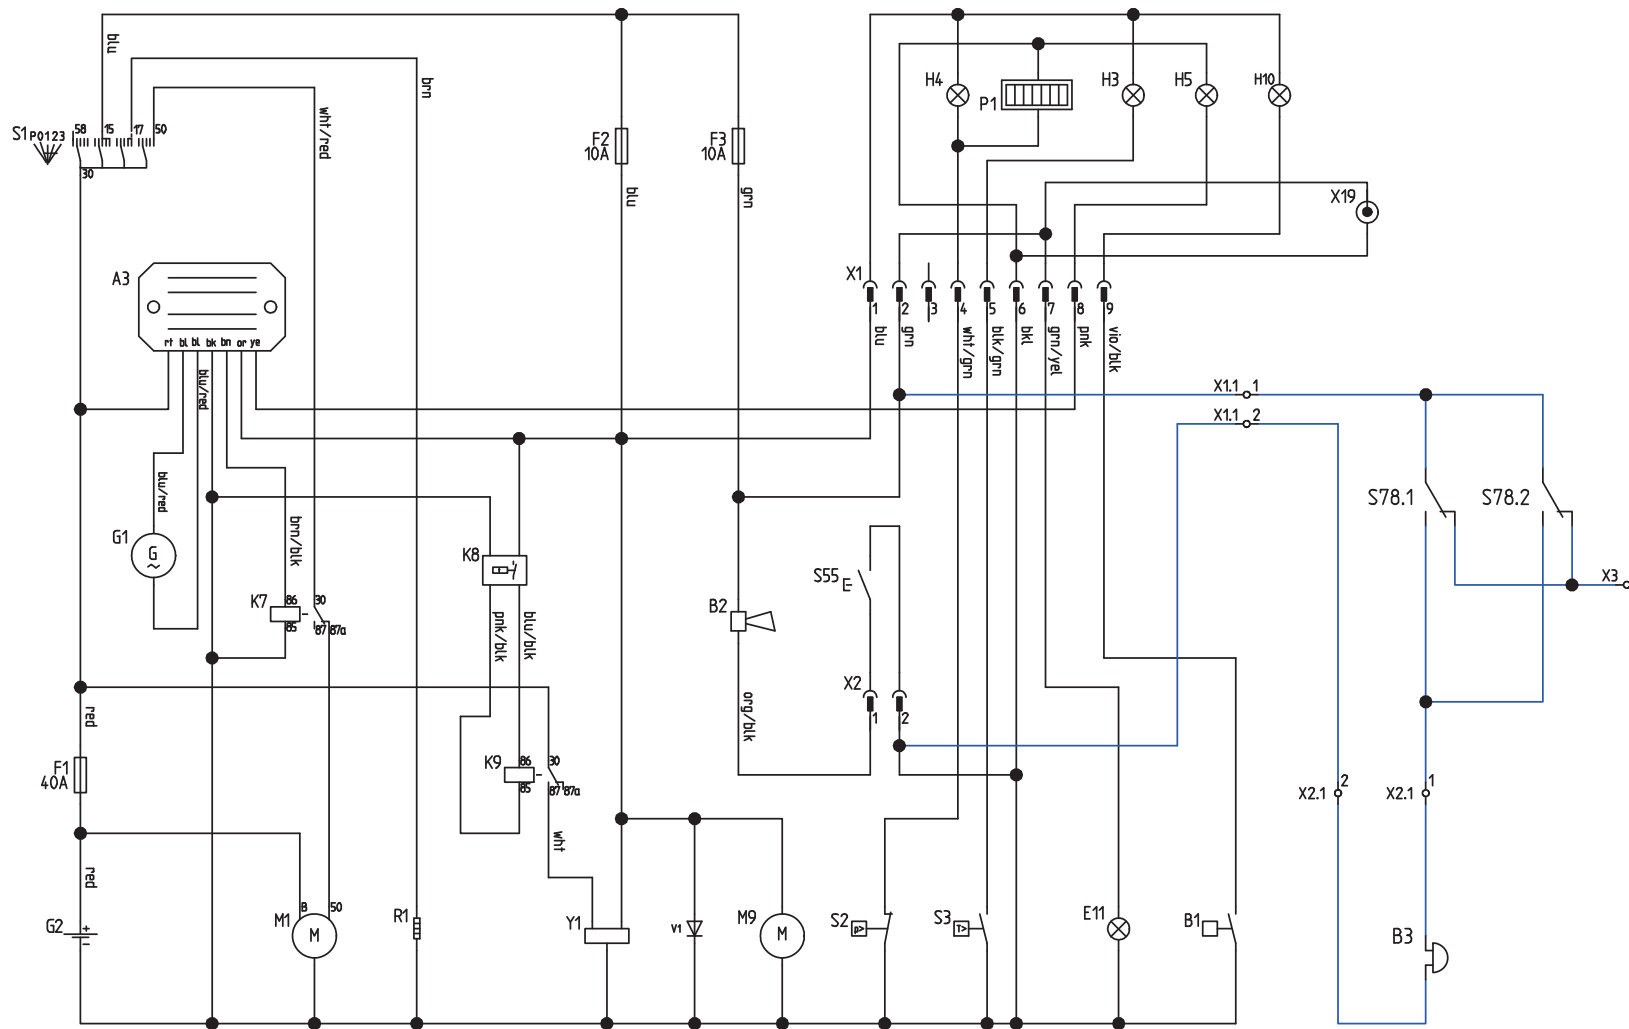 blu
brn
wht/red
S1 P0123
58 15 17 50
30
F2
10A
blu
F3
10A
grn
H4
P1
H3
H5
H10
X19
A3
rt bl bl bk bn or ye
blu/red
X1
1 2 3 4 5 6 7 8 9
blu
grn
wht/grn
blk/grn
bkl
grn/yel
pnk
vio/blk
X1.1 1
X1.1 2
S78.1
S78.2
X3
blu/red
G1
G
brn/blk
K7
86
85
30
87 87a
K8
pnk/blk
blu/blk
B2
org/blk
S55
X2
1 2
red
F1
40A
K9
86
85
30
87 87a
wht
X2.1 2
X2.1 1
red
G2
+
−
M1
B
50
M
R1
Y1
V1
M9
M
S2
p>
S3
T>
E11
B1
B3